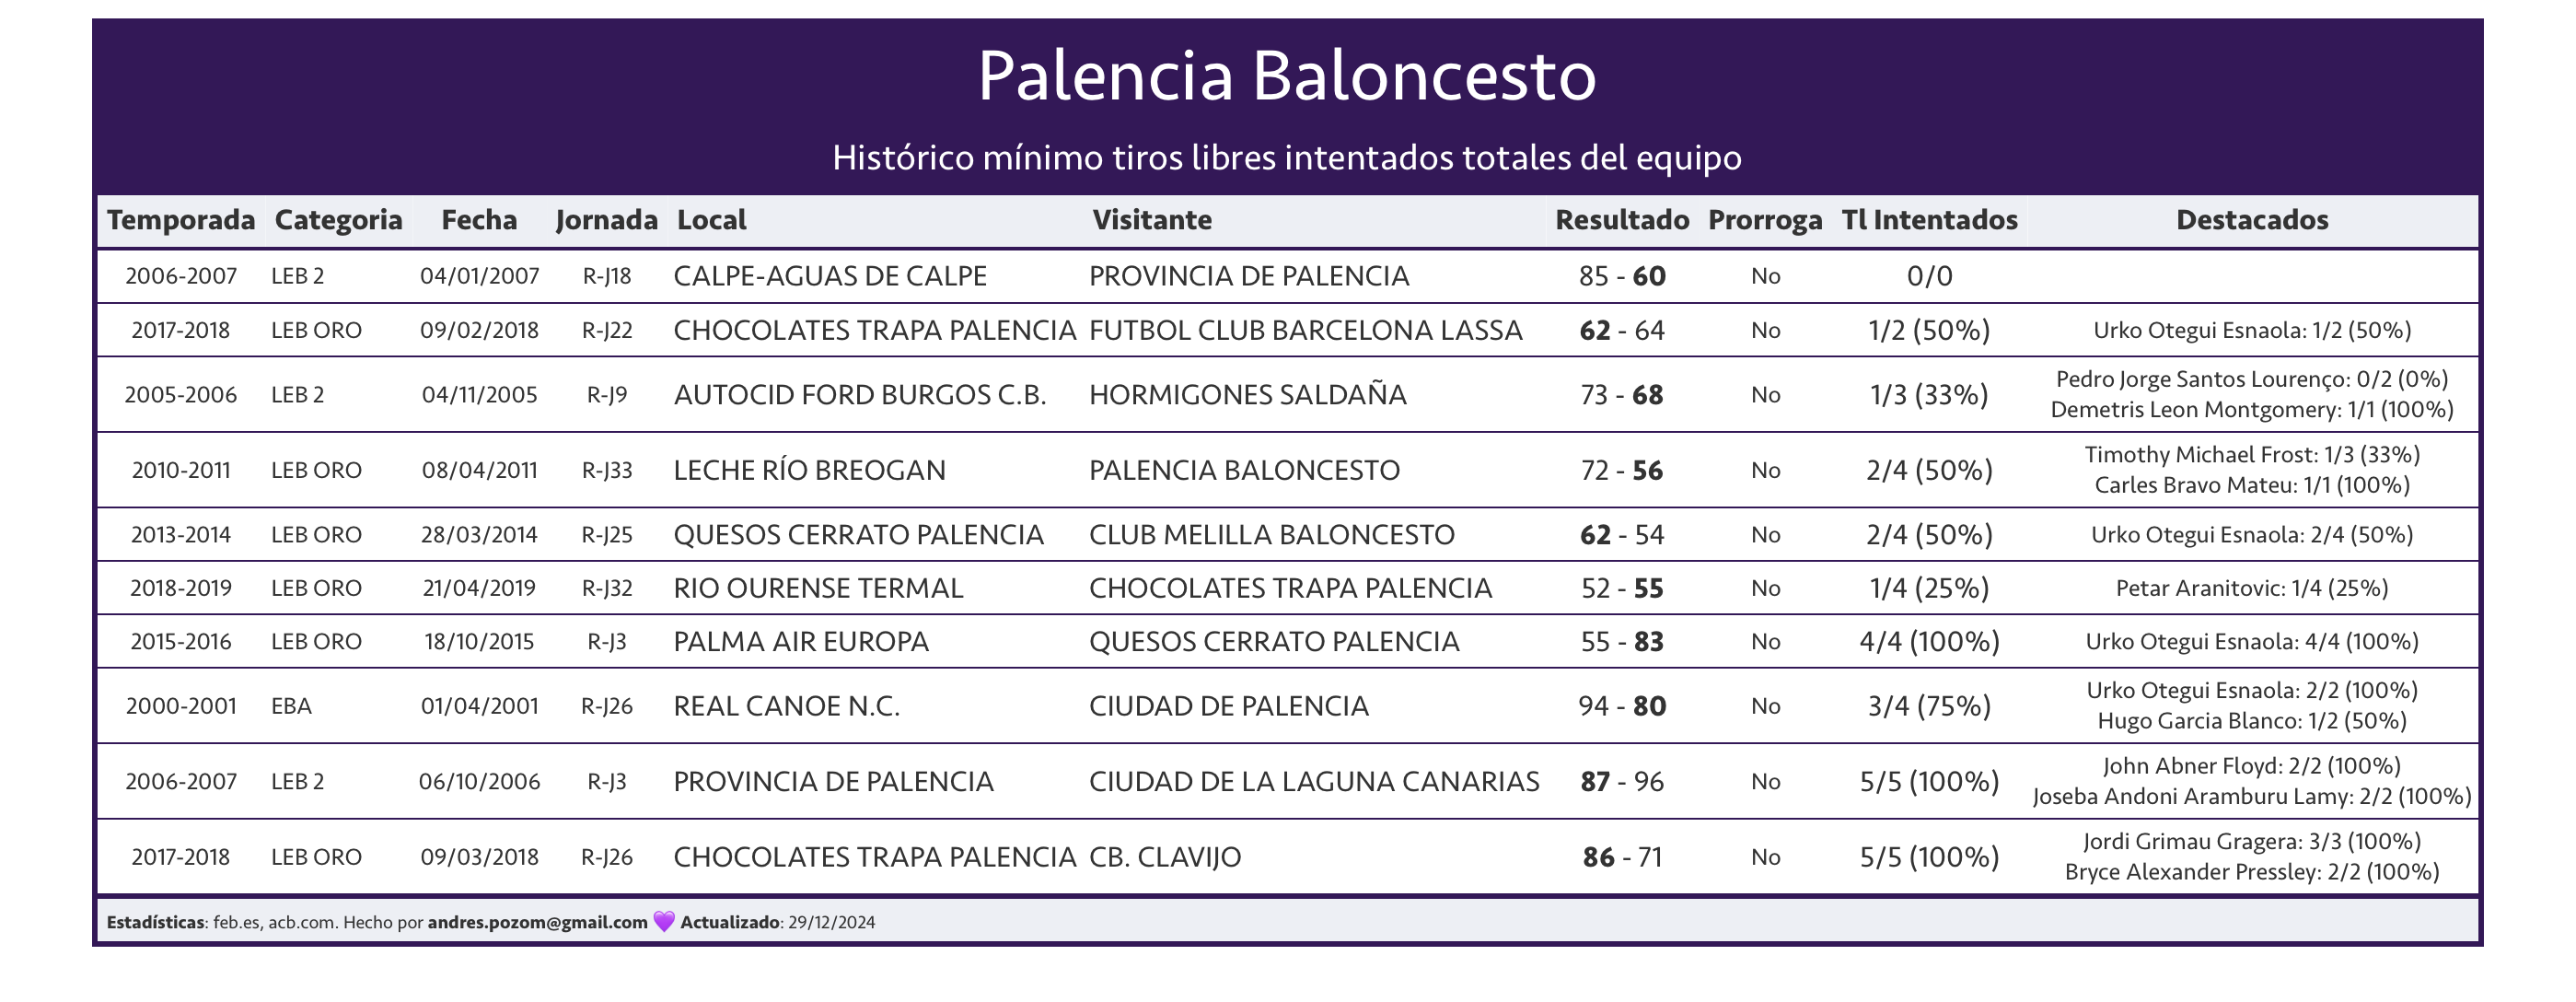 Palencia Baloncesto
Histórico mínimo tiros libres intentados totales del equipo
Temporada Categoria Fecha Jornada Local Visitante Resultado Prorroga Tl Intentados Destacados
2006-2007 LEB 2 04/01/2007 R-J18 CALPE-AGUAS DE CALPE PROVINCIA DE PALENCIA 85 - 60 No 0/0
2017-2018 LEB ORO 09/02/2018 R-J22 CHOCOLATES TRAPA PALENCIA FUTBOL CLUB BARCELONA LASSA 62 - 64 No 1/2 (50%) Urko Otegui Esnaola: 1/2 (50%)
2005-2006 LEB 2 04/11/2005 R-J9 AUTOCID FORD BURGOS C.B. HORMIGONES SALDAÑA 73 - 68 No 1/3 (33%) Pedro Jorge Santos Lourenço: 0/2 (0%)
Demetris Leon Montgomery: 1/1 (100%)
2010-2011 LEB ORO 08/04/2011 R-J33 LECHE RÍO BREOGAN PALENCIA BALONCESTO 72 - 56 No 2/4 (50%) Timothy Michael Frost: 1/3 (33%)
Carles Bravo Mateu: 1/1 (100%)
2013-2014 LEB ORO 28/03/2014 R-J25 QUESOS CERRATO PALENCIA CLUB MELILLA BALONCESTO 62 - 54 No 2/4 (50%) Urko Otegui Esnaola: 2/4 (50%)
2018-2019 LEB ORO 21/04/2019 R-J32 RIO OURENSE TERMAL CHOCOLATES TRAPA PALENCIA 52 - 55 No 1/4 (25%) Petar Aranitovic: 1/4 (25%)
2015-2016 LEB ORO 18/10/2015 R-J3 PALMA AIR EUROPA QUESOS CERRATO PALENCIA 55 - 83 No 4/4 (100%) Urko Otegui Esnaola: 4/4 (100%)
2000-2001 EBA 01/04/2001 R-J26 REAL CANOE N.C. CIUDAD DE PALENCIA 94 - 80 No 3/4 (75%) Urko Otegui Esnaola: 2/2 (100%)
Hugo Garcia Blanco: 1/2 (50%)
2006-2007 LEB 2 06/10/2006 R-J3 PROVINCIA DE PALENCIA CIUDAD DE LA LAGUNA CANARIAS 87 - 96 No 5/5 (100%) John Abner Floyd: 2/2 (100%)
Joseba Andoni Aramburu Lamy: 2/2 (100%)
2017-2018 LEB ORO 09/03/2018 R-J26 CHOCOLATES TRAPA PALENCIA CB. CLAVIJO 86 - 71 No 5/5 (100%) Jordi Grimau Gragera: 3/3 (100%)
Bryce Alexander Pressley: 2/2 (100%)
Estadísticas: feb.es, acb.com. Hecho por andres.pozom@gmail.com 💜 Actualizado: 29/12/2024